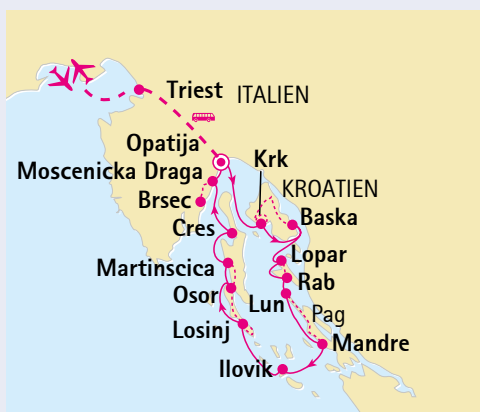 Triest
ITALIEN
Opatija
Krk
Moscenicka Draga
KROATIEN
Brsec
Baska
Cres
Lopar
Martinscica
Rab
Osor
Lun
Pag
Losinj
Mandre
Ilovik